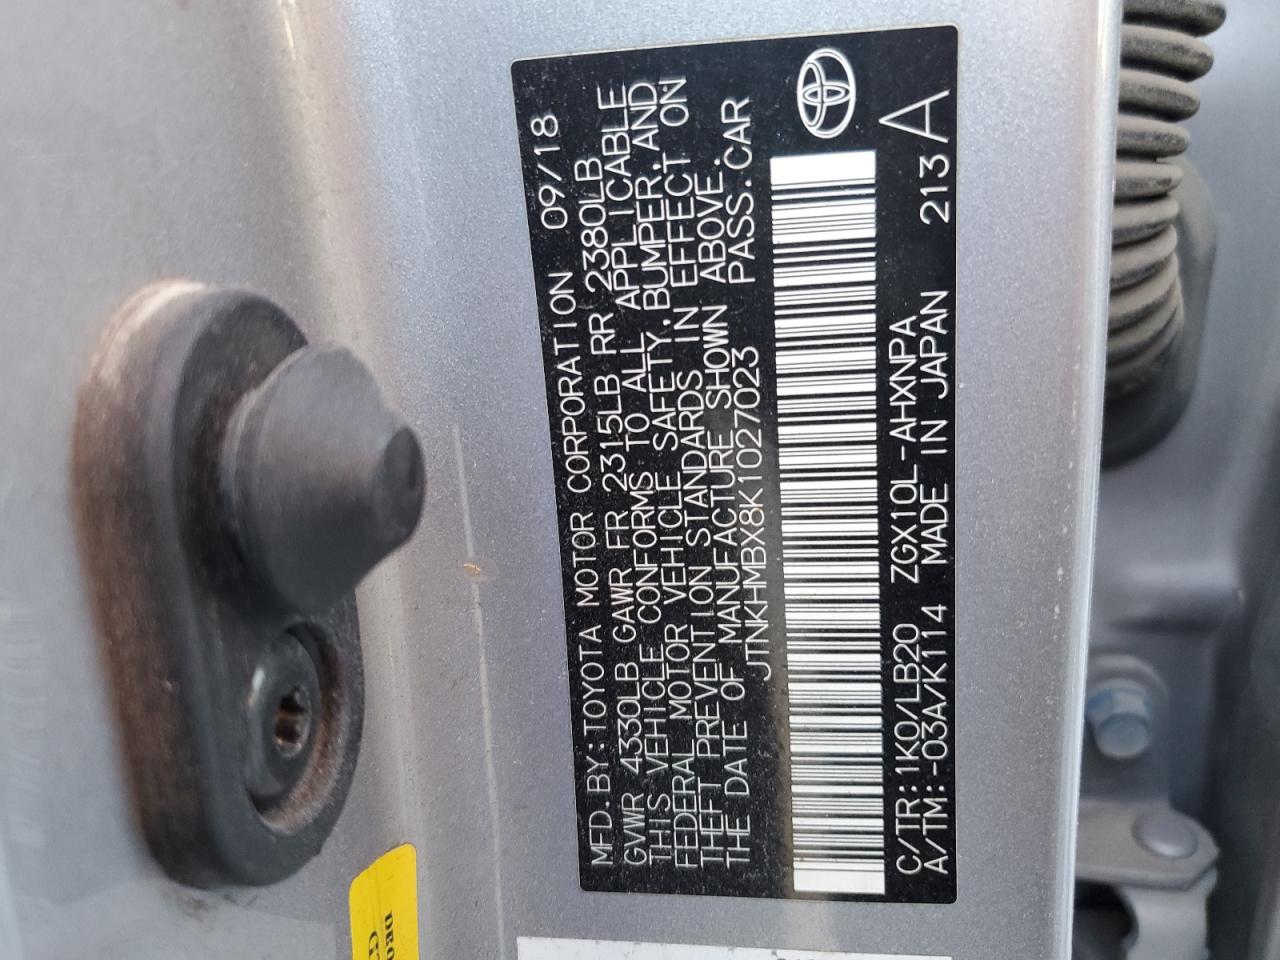 MFD.BY:TOYOTA MOTOR CORPORATION 09/18
GVWR 4330LB GAWR FR 2315LB RR 2380LB
THIS VEHICLE CONFORMS TO ALL APPLICABLE
FEDERAL MOTOR VEHICLE SAFETY,BUMPER,AND
THEFT PREVENTION STANDARDS IN EFFECT ON
THE DATE OF MANUFACTURE SHOWN ABOVE.
JTNKHMBX8K1027023 PASS.CAR
C/TR:1K0/LB20 ZGX10L-AHXNPA
A/TM:-03A/K114 MADE IN JAPAN 213 A